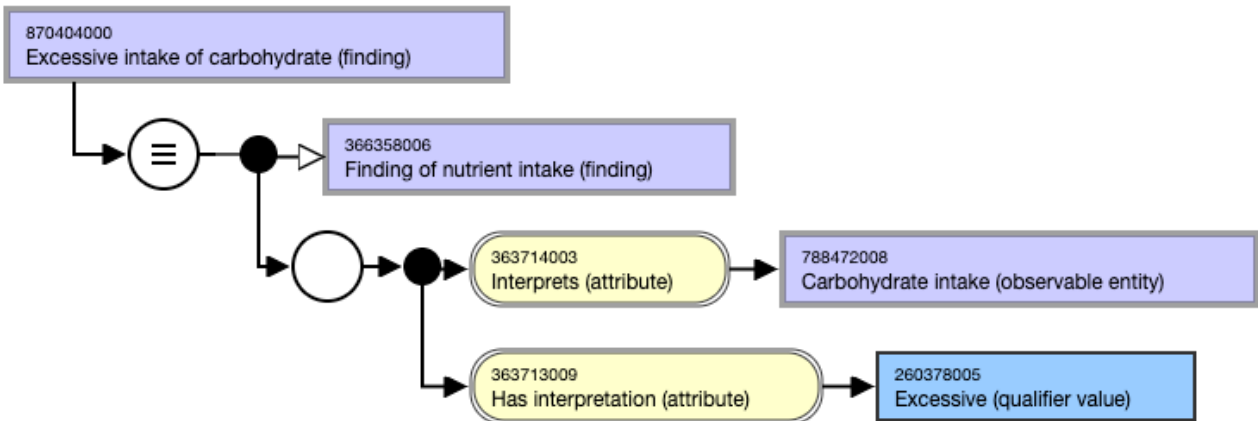 870404000
Excessive intake of carbohydrate (finding)
366358006
Finding of nutrient intake (finding)
363714003
Interprets (attribute)
788472008
Carbohydrate intake (observable entity)
363713009
Has interpretation (attribute)
260378005
Excessive (qualifier value)